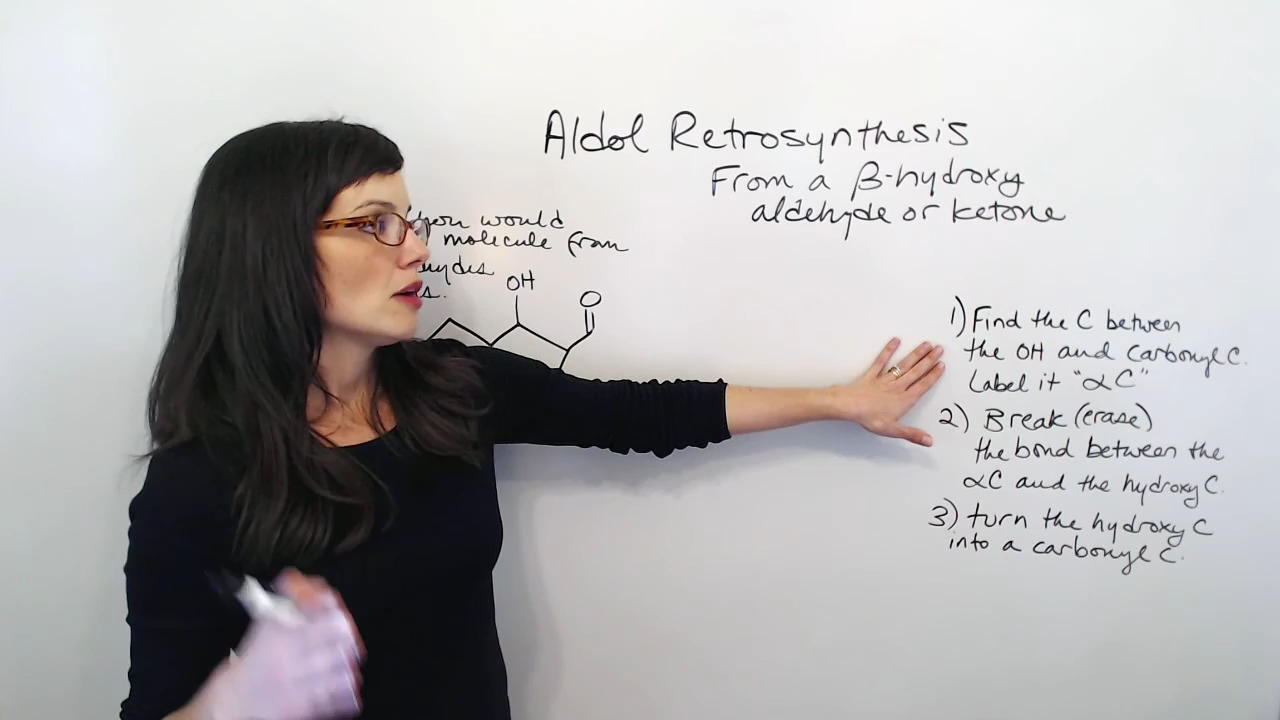 Aldol Retrosynthesis
From a β-hydroxy
aldehyde or ketone
you would
molecule from
OH
O
1) Find the C between
the OH and carbonyl C.
Label it "αC"
2) Break (erase)
the bond between the
αC and the hydroxy C.
3) turn the hydroxy C
into a carbonyl C.